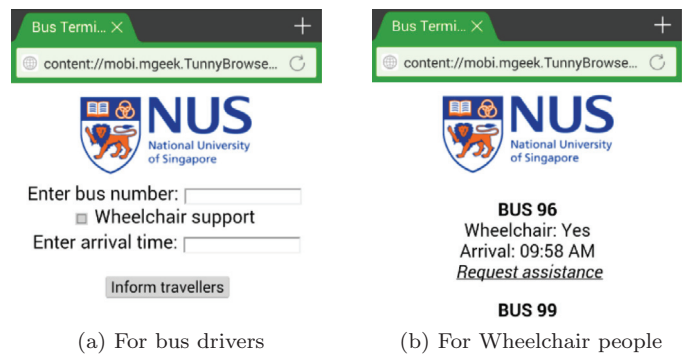 Bus Termi... ×
+
content://mobi.mgeek.TunnyBrowse...
NUS
National University
of Singapore
Enter bus number:
Wheelchair support
Enter arrival time:
Inform travellers
(a) For bus drivers
Bus Termi... ×
+
content://mobi.mgeek.TunnyBrowse...
NUS
National University
of Singapore
BUS 96
Wheelchair: Yes
Arrival: 09:58 AM
Request assistance
BUS 99
(b) For Wheelchair people